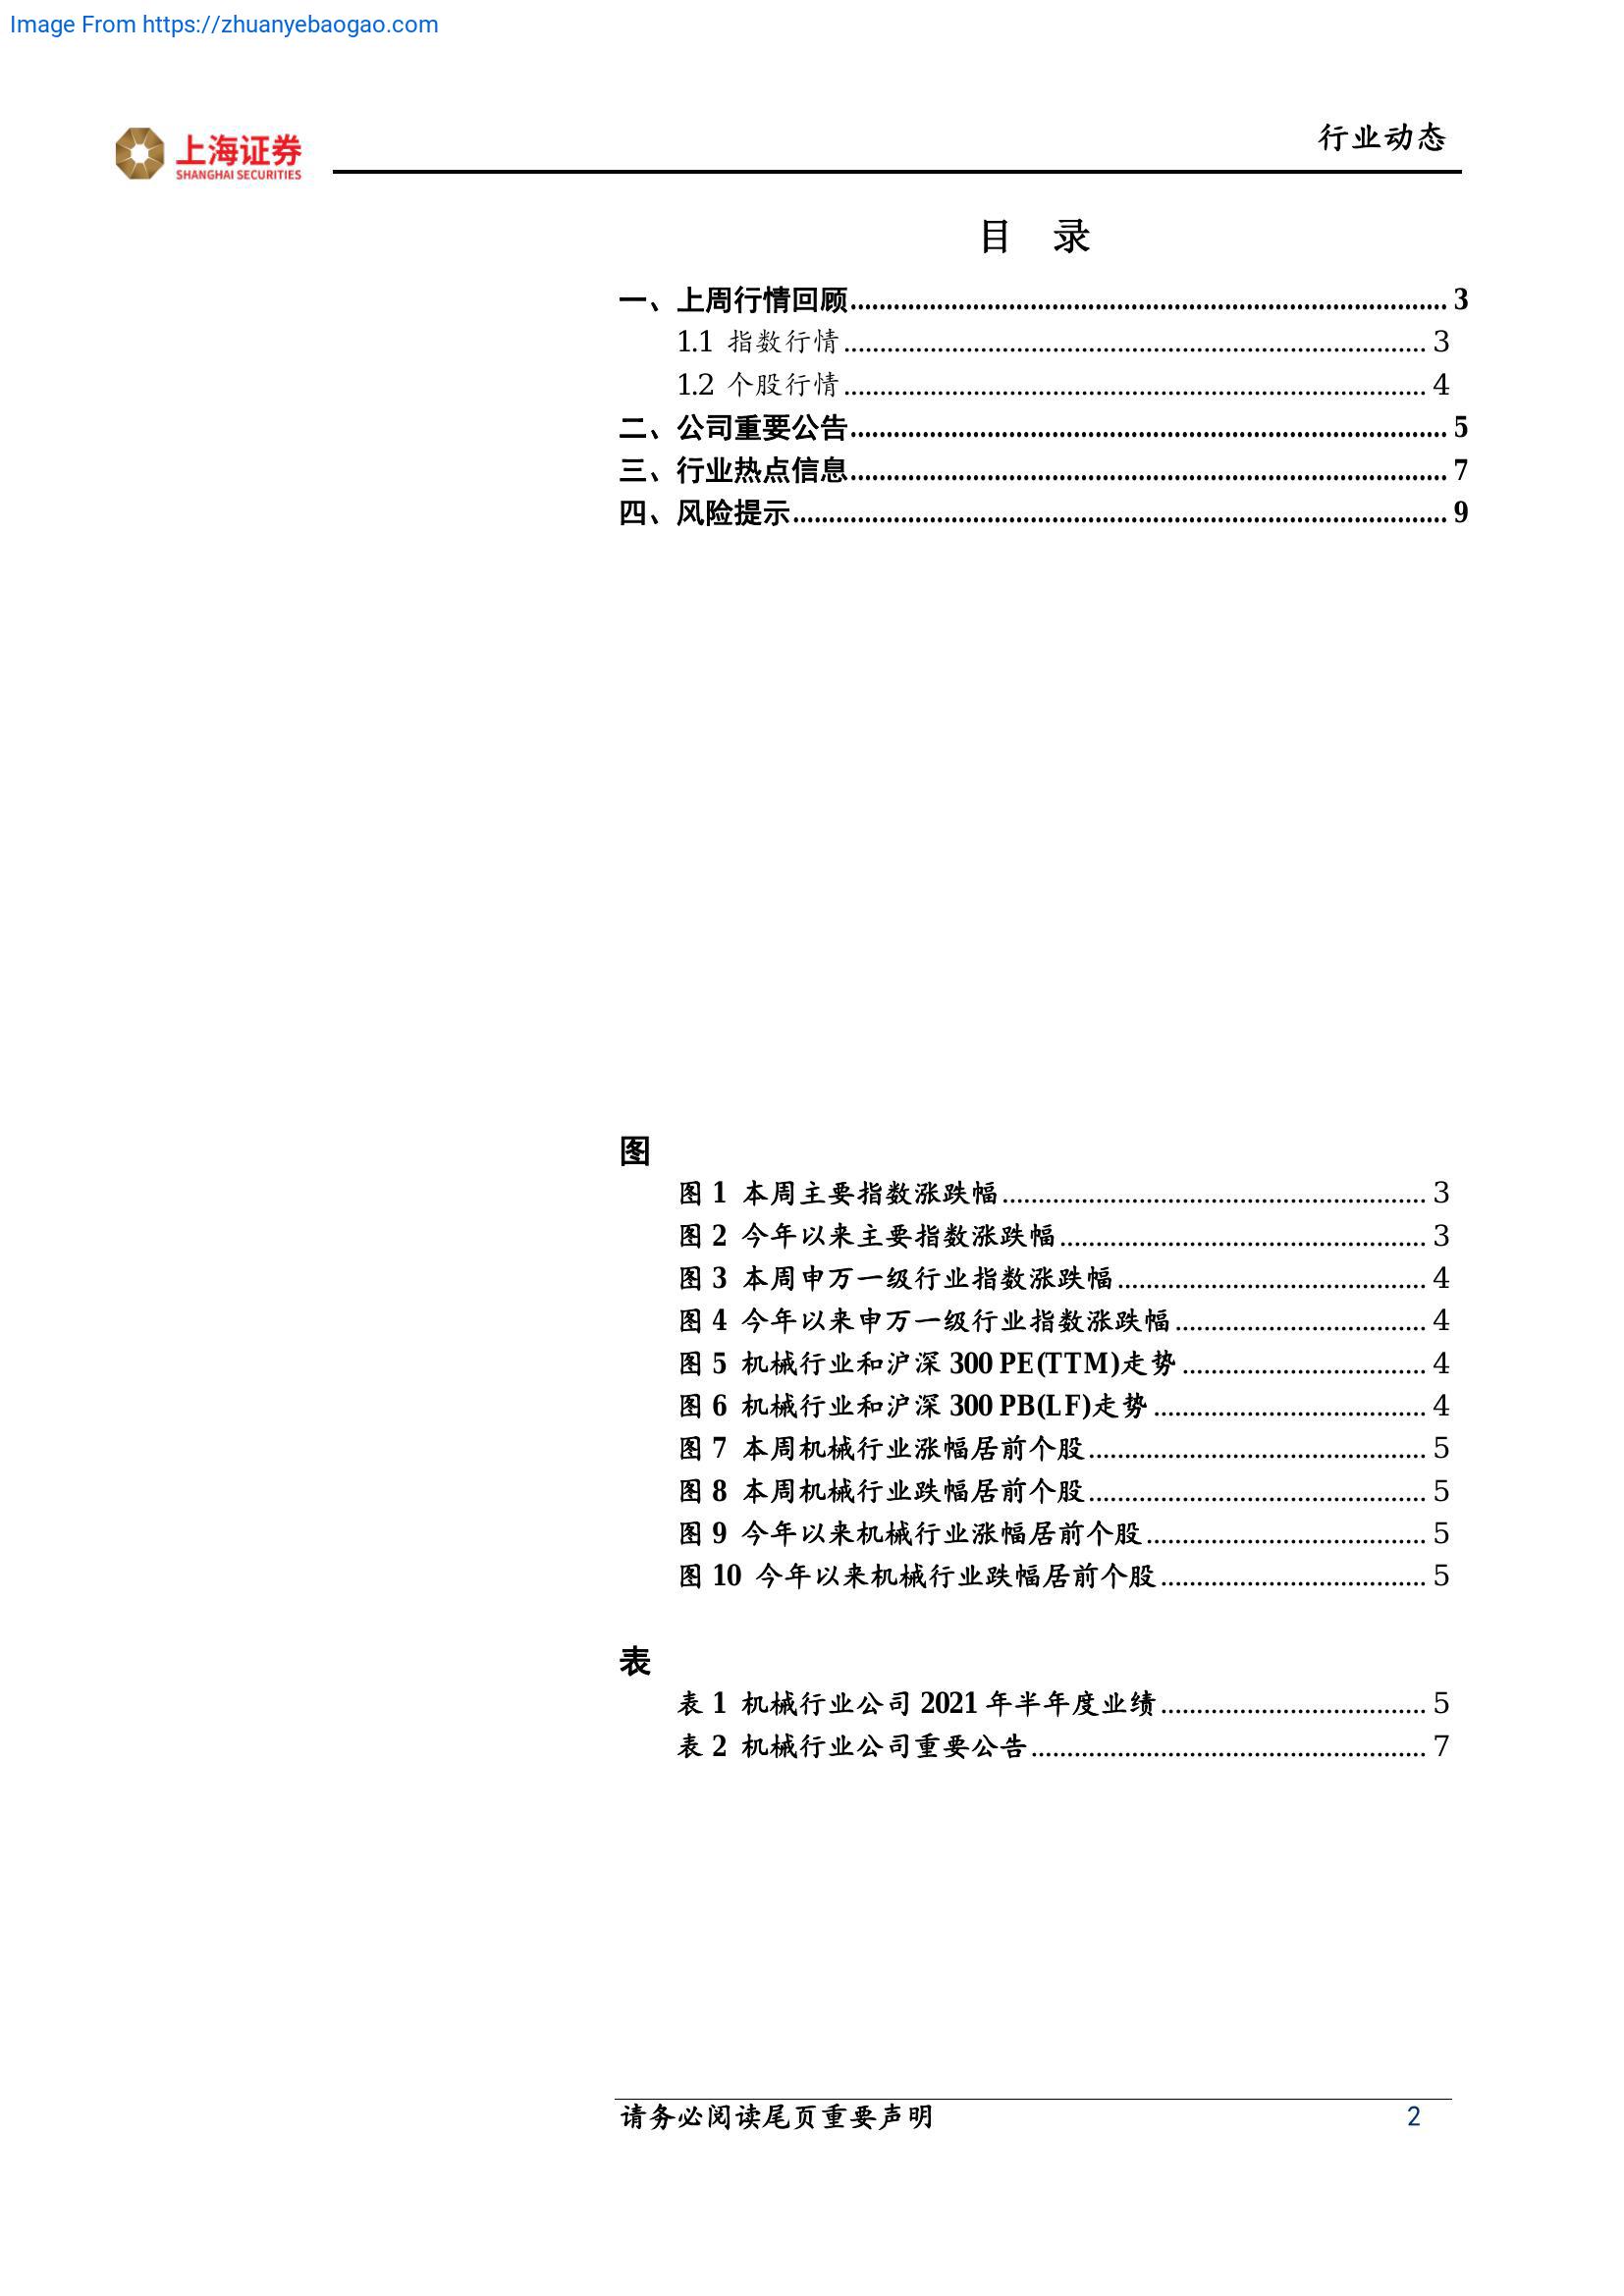 Image From https://zhuanyebaogao.com
上海证券
SHANGHAI SECURITIES
行业动态
目 录
一、上周行情回顾 3
1.1 指数行情 3
1.2 个股行情 4
二、公司重要公告 5
三、行业热点信息 7
四、风险提示 9
图
图 1 本周主要指数涨跌幅 3
图 2 今年以来主要指数涨跌幅 3
图 3 本周申万一级行业指数涨跌幅 4
图 4 今年以来申万一级行业指数涨跌幅 4
图 5 机械行业和沪深 300 PE(TTM)走势 4
图 6 机械行业和沪深 300 PB(LF)走势 4
图 7 本周机械行业涨幅居前个股 5
图 8 本周机械行业跌幅居前个股 5
图 9 今年以来机械行业涨幅居前个股 5
图 10 今年以来机械行业跌幅居前个股 5
表
表 1 机械行业公司 2021 年半年度业绩 5
表 2 机械行业公司重要公告 7
请务必阅读尾页重要声明 2